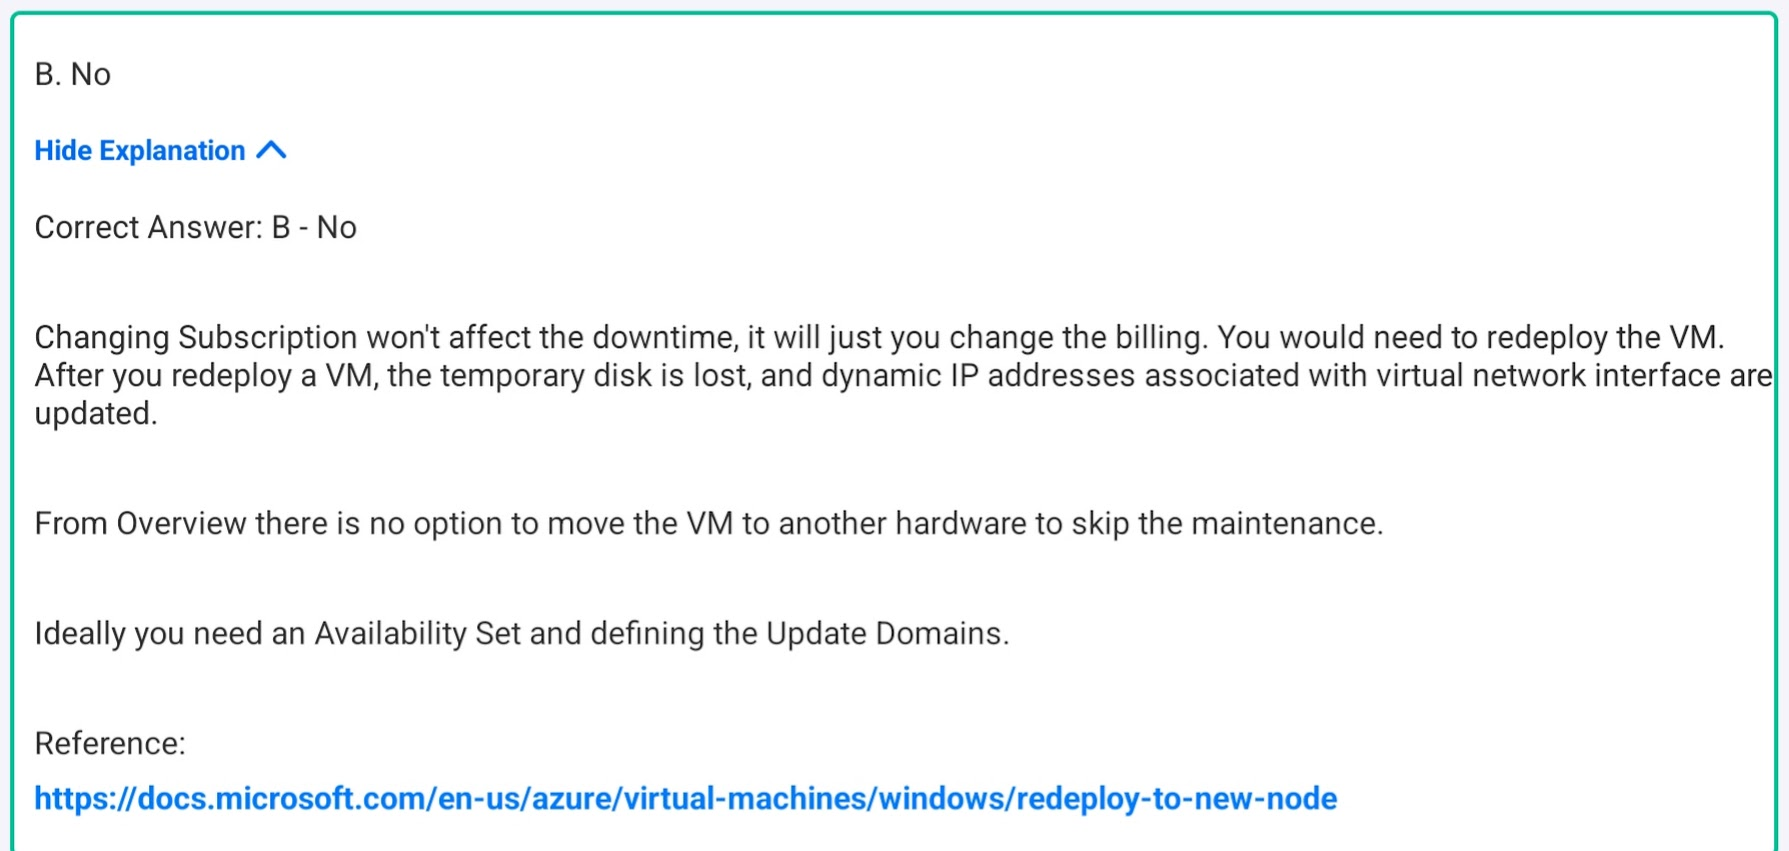 B. No
Hide Explanation
Correct Answer: B - No
Changing Subscription won't affect the downtime, it will just you change the billing. You would need to redeploy the VM.
After you redeploy a VM, the temporary disk is lost, and dynamic IP addresses associated with virtual network interface are
updated.
From Overview there is no option to move the VM to another hardware to skip the maintenance.
Ideally you need an Availability Set and defining the Update Domains.
Reference:
https://docs.microsoft.com/en-us/azure/virtual-machines/windows/redeploy-to-new-node